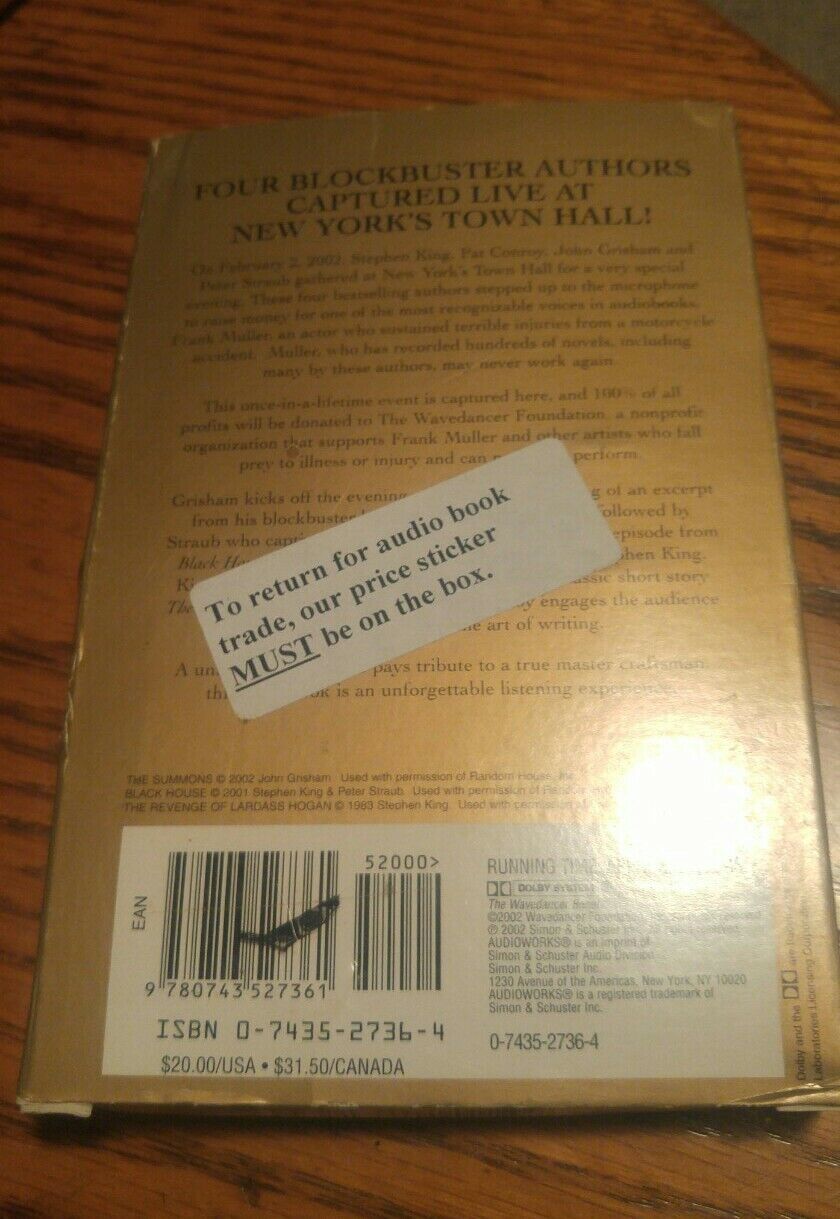 FOUR BLOCKBUSTER AUTHORS
CAPTURED LIVE AT
NEW YORK'S TOWN HALL!
On February 2, 2002, Stephen King, Pat Conroy, John Grisham and
Peter Straub gathered at New York's Town Hall for a very special
evening. These four bestselling authors stepped up to the microphone
to raise money for one of the most recognizable voices in audiobooks,
Frank Muller, an actor who sustained terrible injuries from a motorcycle
accident. Muller, who has recorded hundreds of novels, including
many by these authors, may never work again.
This once-in-a-lifetime event is captured here, and 100% of all
profits will be donated to The Wavedancer Foundation, a nonprofit
organization that supports Frank Muller and other artists who fall
prey to illness or injury and can perform.
Grisham kicks off the evening of an excerpt
from his blockbuster followed by
Straub who episode from
Black King.
short story
The engages the audience
art of writing.
A pays tribute to a true master craftsman,
is an unforgettable listening experience.
To return for audio book
trade, our price sticker
MUST be on the box.
THE SUMMONS © 2002 John Grisham. Used with permission of Random House, Inc.
BLACK HOUSE © 2001 Stephen King & Peter Straub. Used with permission of
THE REVENGE OF LARDASS HOGAN © 1983 Stephen King. Used with permission
EAN
52000>
9 780743 527361
ISBN 0-7435-2736-4
$20.00/USA • $31.50/CANADA
RUNNING
DOLBY SYSTEM
The Wavedancer
©2002 Wavedancer Foundation, Inc.
℗ 2002 Simon & Schuster Inc. All rights reserved.
AUDIOWORKS® is an imprint of
Simon & Schuster Audio Division
Simon & Schuster Inc.
1230 Avenue of the Americas, New York, NY 10020
AUDIOWORKS® is a registered trademark of
Simon & Schuster Inc.
0-7435-2736-4
Dolby and the are
Laboratories Licensing